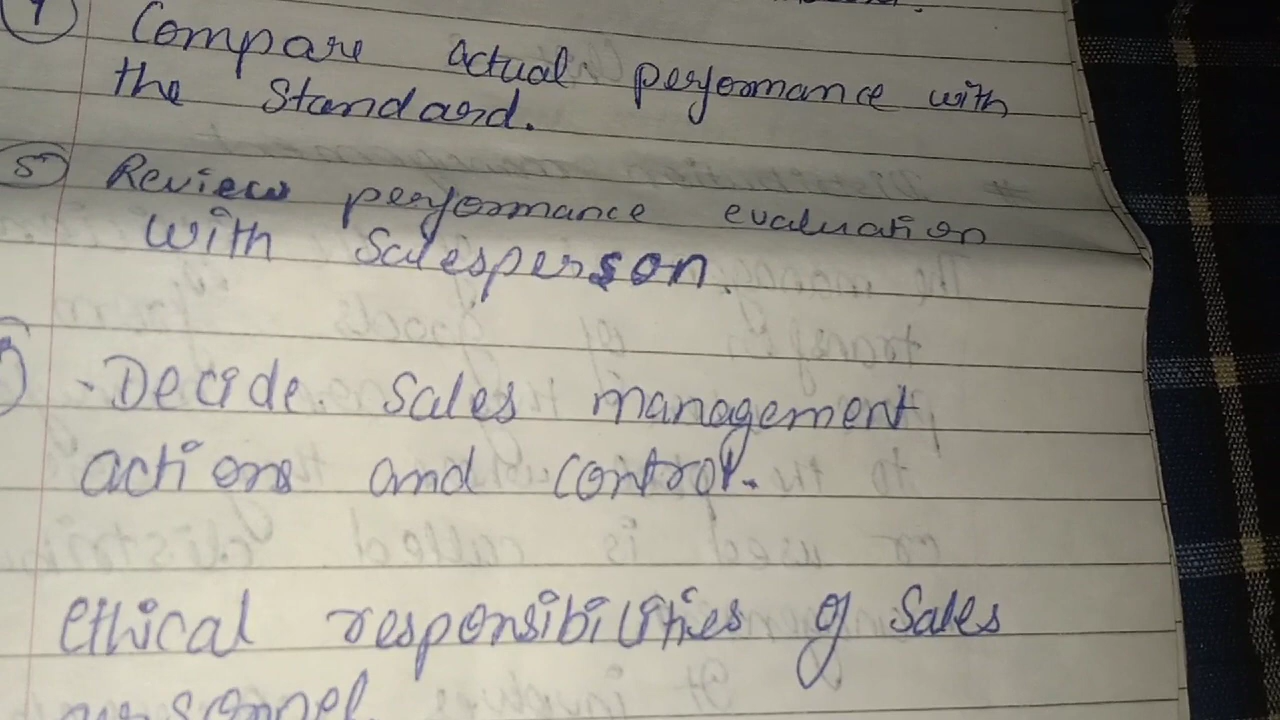 4 Compare actual performance with
the Standard.
5 Review performance evaluation
with Salesperson.
Decide Sales management
actions and control.
Ethical responsibilities of Sales
personnel